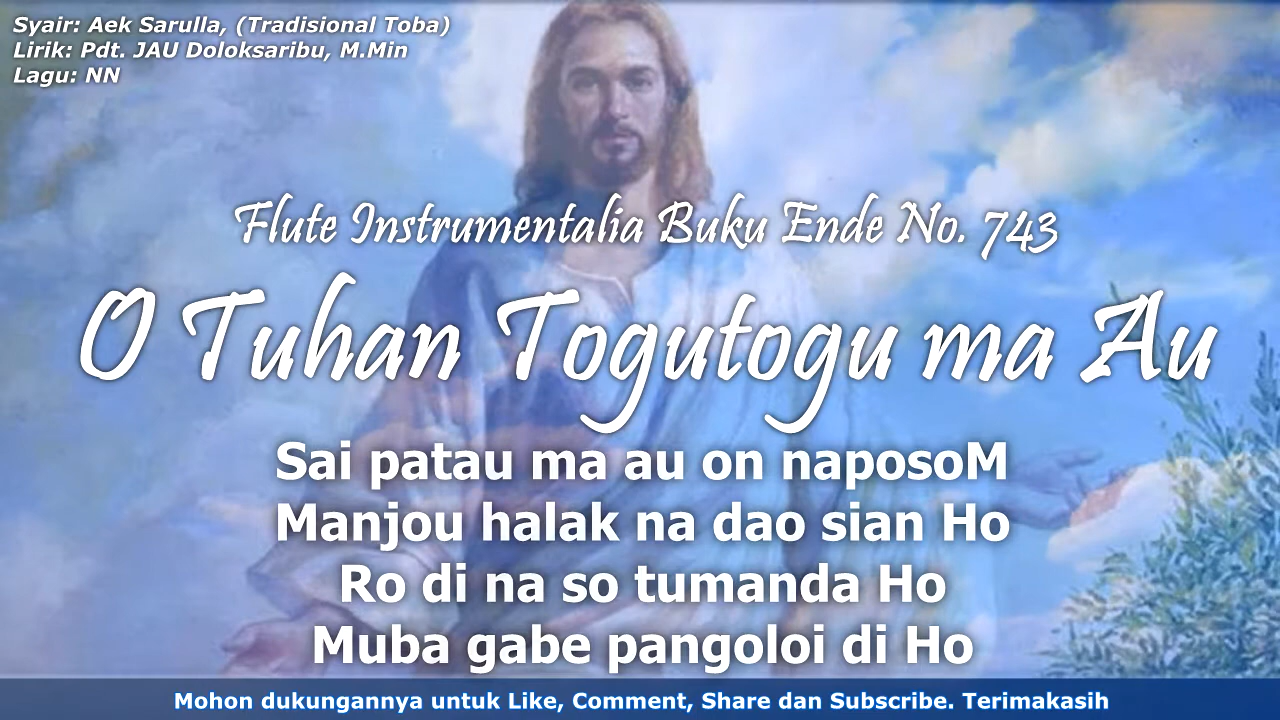 Syair: Aek Sarulla, (Tradisional Toba)
Lirik: Pdt. JAU Doloksaribu, M.Min
Lagu: NN
Flute Instrumentalia Buku Ende No. 743
O Tuhan Togutogu ma Au
Sai patau ma au on naposoM
Manjou halak na dao sian Ho
Ro di na so tumanda Ho
Muba gabe pangoloi di Ho
Mohon dukungannya untuk Like, Comment, Share dan Subscribe. Terimakasih